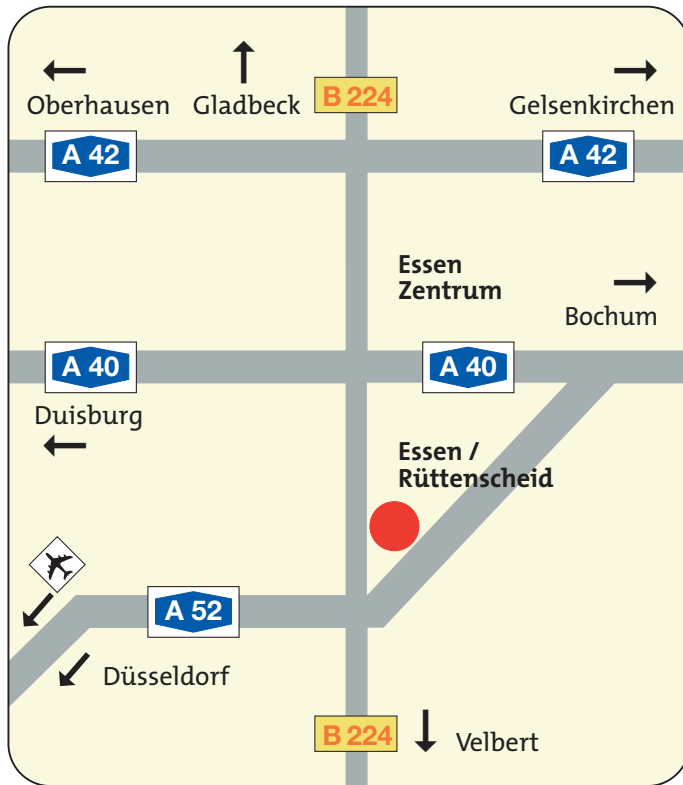 B 224
Oberhausen
Gladbeck
Gelsenkirchen
A 42
A 42
Essen
Zentrum
Bochum
A 40
A 40
Duisburg
Essen /
Rüttenscheid
A 52
Düsseldorf
B 224
Velbert